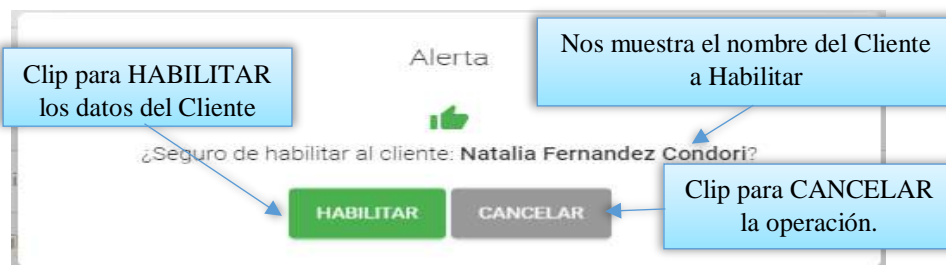 Alerta
Nos muestra el nombre del Cliente
a Habilitar
Clip para HABILITAR
los datos del Cliente
¿Seguro de habilitar al cliente: Natalia Fernandez Condori?
HABILITAR
CANCELAR
Clip para CANCELAR
la operación.